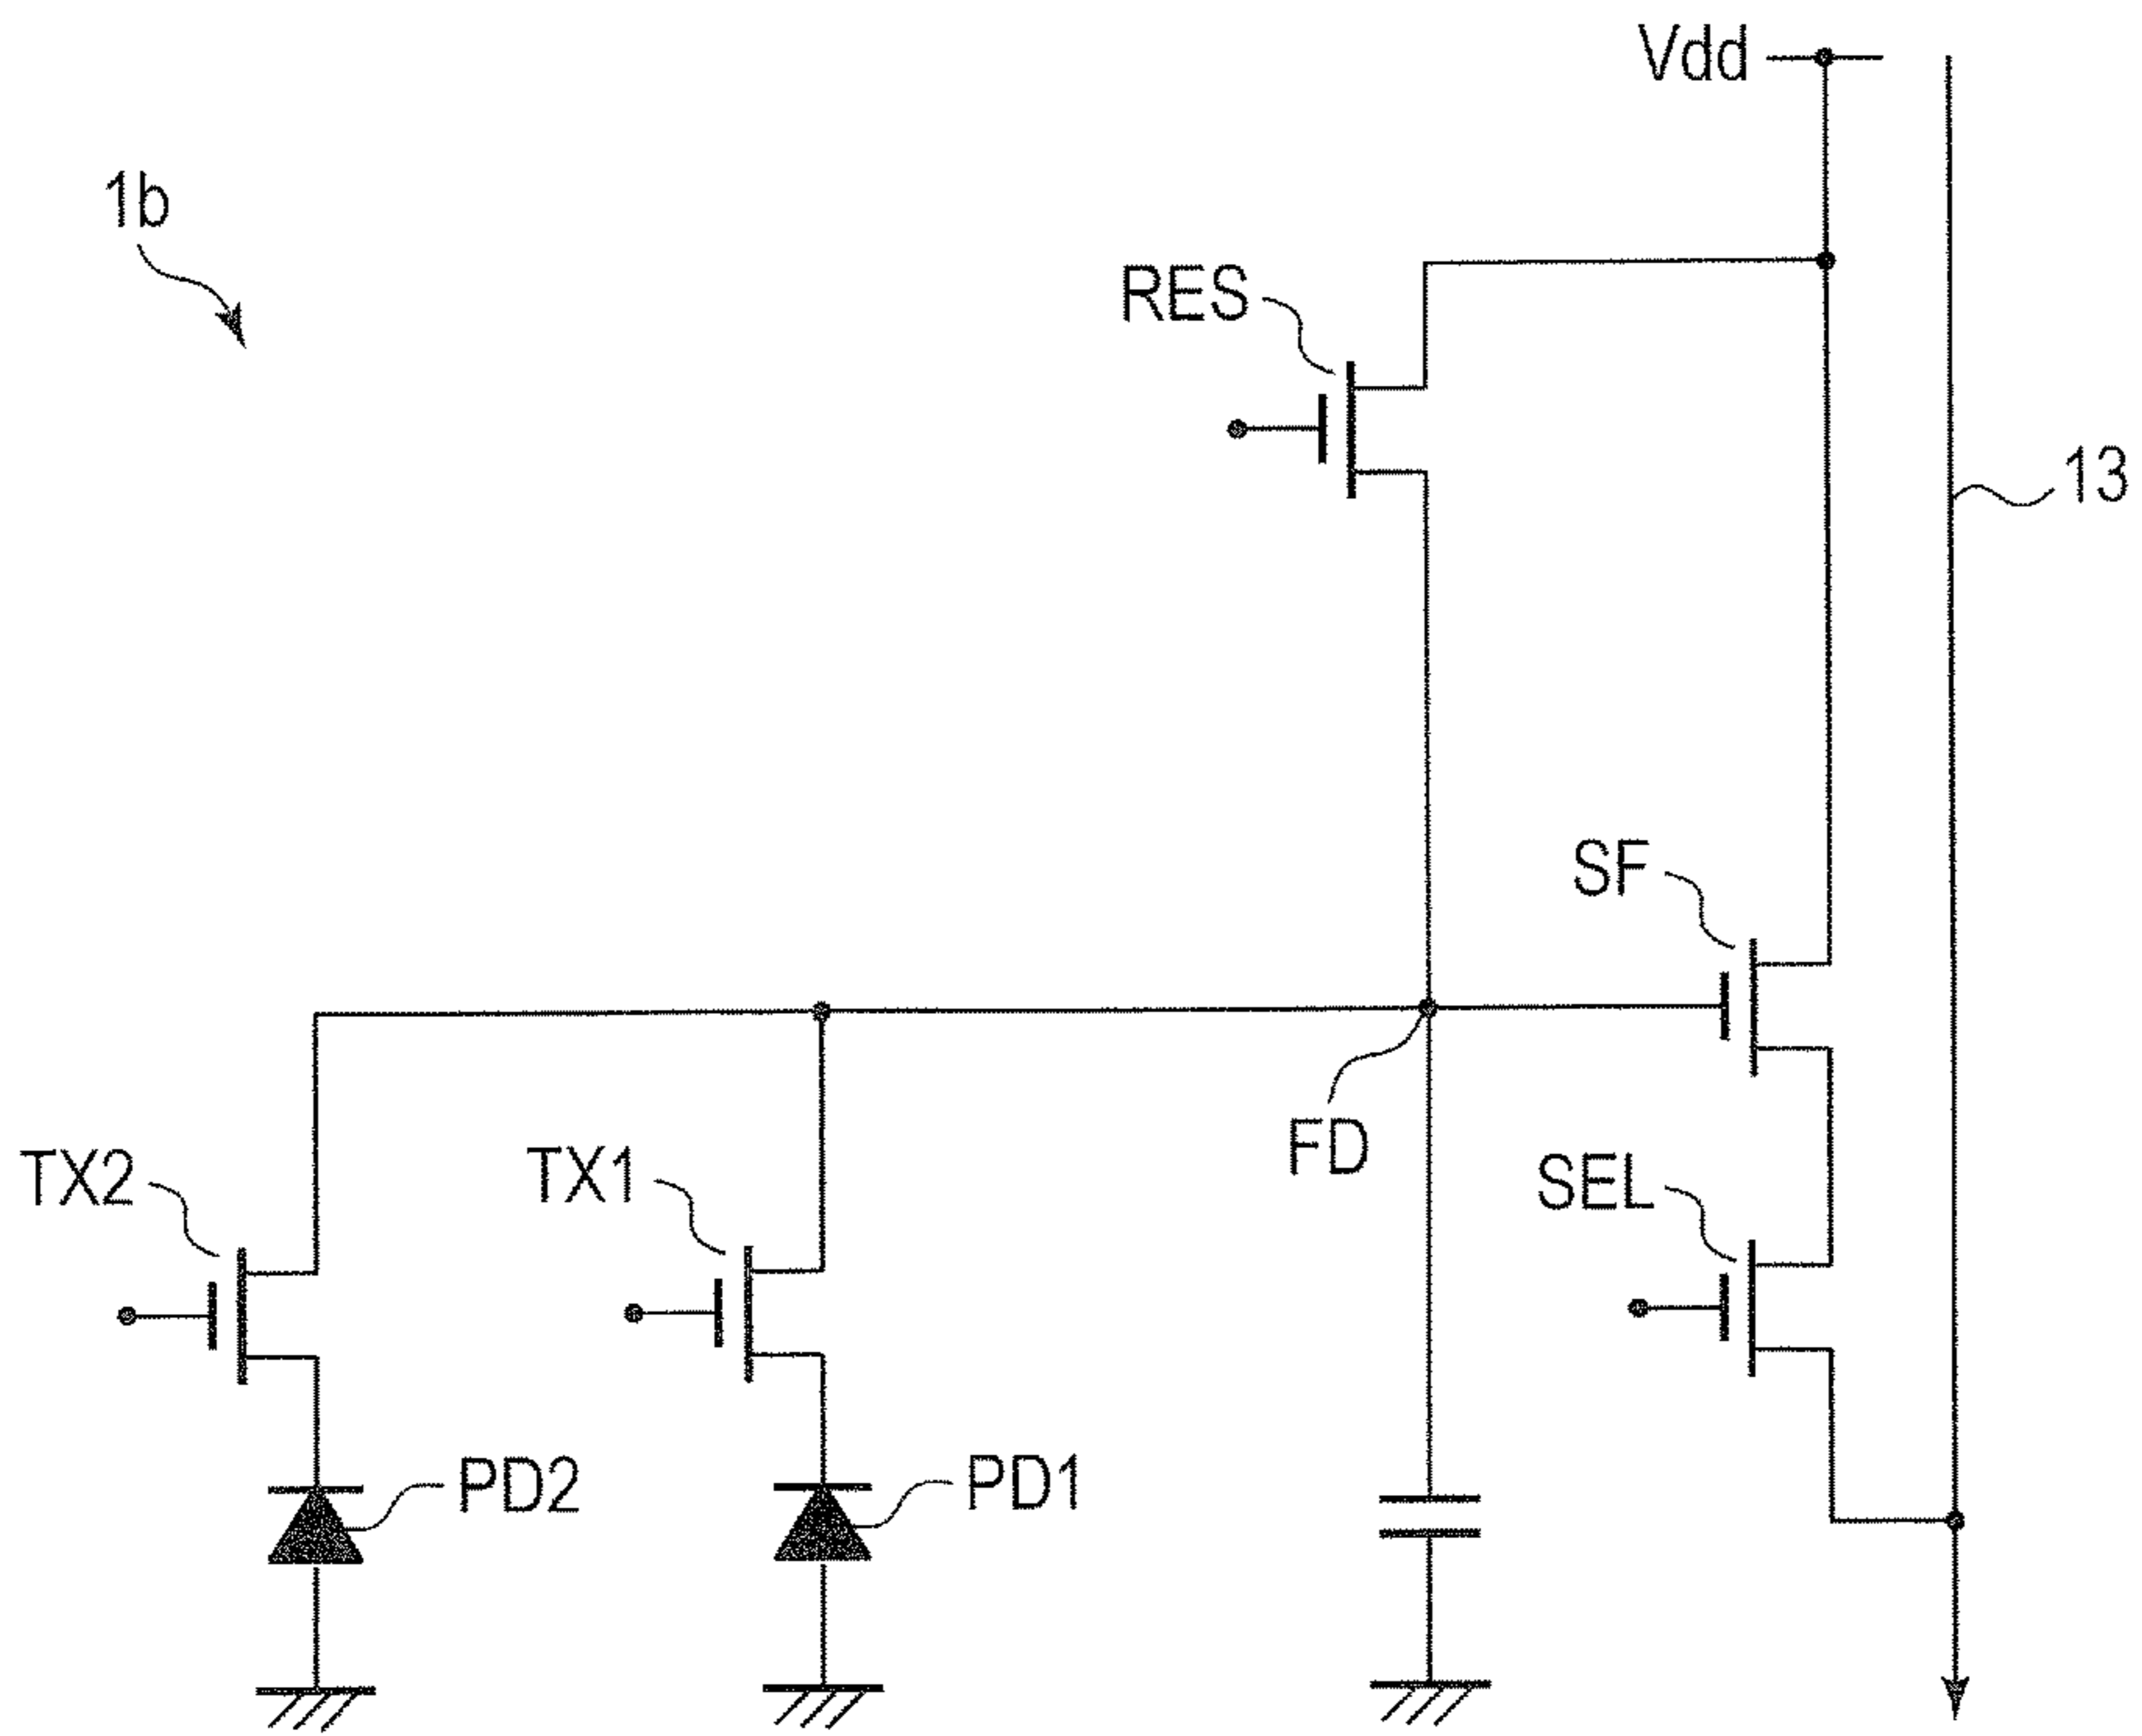 Vdd
1b
RES
13
SF
FD
TX2
TX1
SEL
PD2
PD1